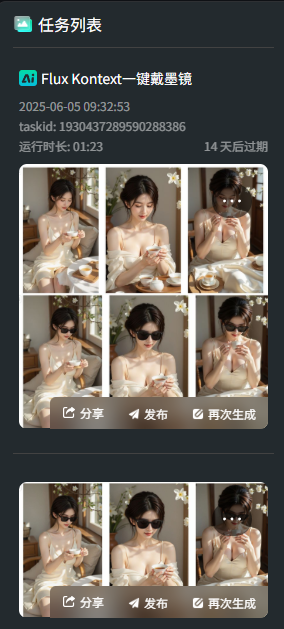 任务列表
Ai Flux Kontext一键戴墨镜
2025-06-05 09:32:53
taskid: 1930437289590288386
运行时长: 01:23 14 天后过期
分享 发布 再次生成
分享 发布 再次生成